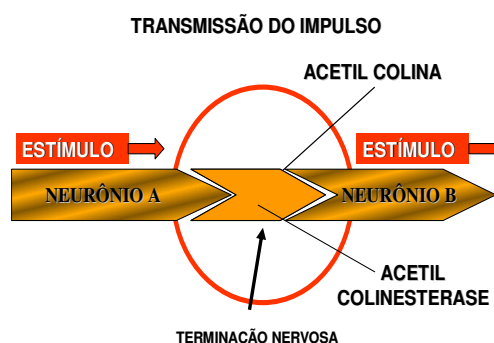 TRANSMISSÃO DO IMPULSO
ACETIL COLINA
ESTÍMULO
ESTÍMULO
NEURÔNIO A
NEURÔNIO B
ACETIL
COLINESTERASE
TERMINAÇÃO NERVOSA